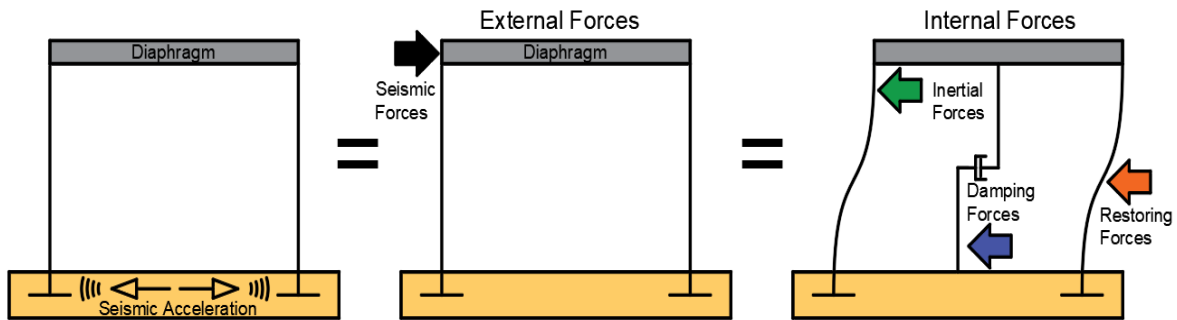 External Forces
Internal Forces
Diaphragm
Diaphragm
Seismic
Forces
Inertial
Forces
Damping
Forces
Restoring
Forces
Seismic Acceleration